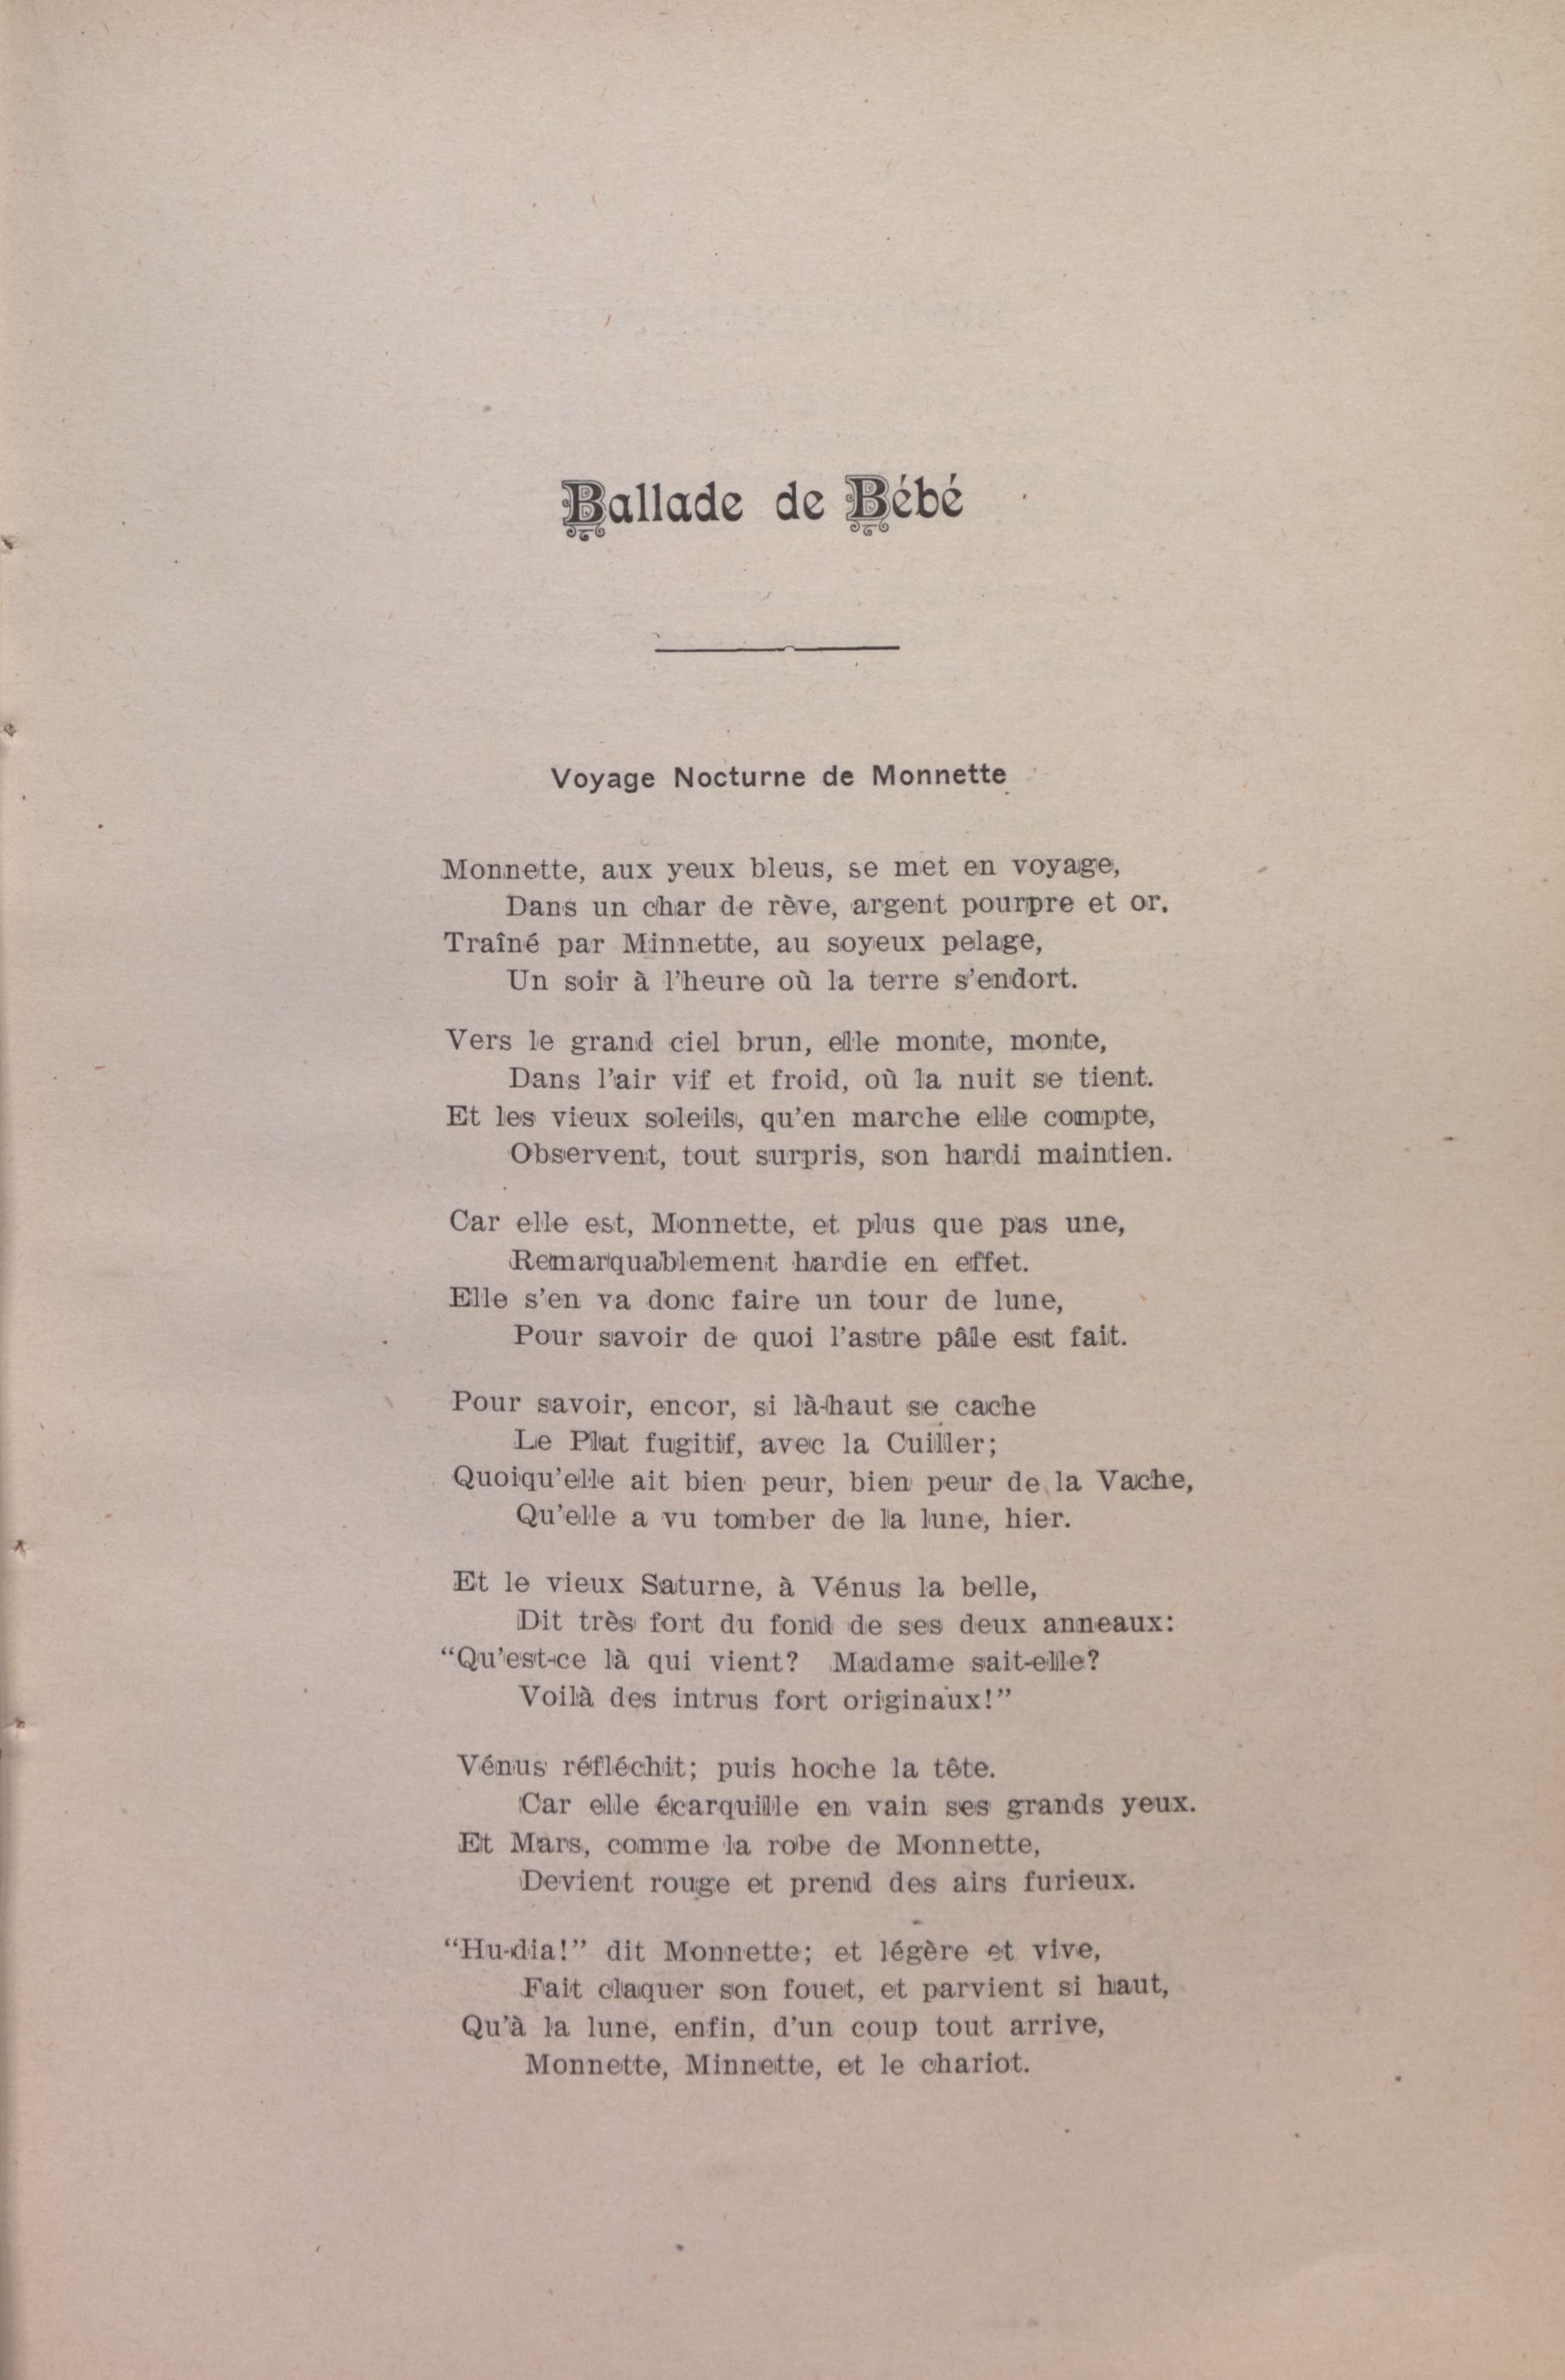 Ballade de Bébé
Voyage Nocturne de Monnette
Monnette, aux yeux bleus, se met en voyage,
Dans un char de rève, argent pourpre et or.
Traîné par Minnette, au soyeux pelage,
Un soir à l'heure où la terre s'endort.
Vers le grand ciel brun, elle monte, monte,
Dans l'air vif et froid, où la nuit se tient.
Et les vieux soleils, qu'en marche elle compte,
Observent, tout surpris, son hardi maintien.
Car elle est, Monnette, et plus que pas une,
Remarquablement hardie en effet.
Elle s'en va donc faire un tour de lune,
Pour savoir de quoi l'astre pâle est fait.
Pour savoir, encor, si là-haut se cache
Le Plat fugitif, avec la Cuiller;
Quoiqu'elle ait bien peur, bien peur de la Vache,
Qu'elle a vu tomber de la lune, hier.
Et le vieux Saturne, à Vénus la belle,
Dit très fort du fond de ses deux anneaux:
“Qu'est-ce là qui vient? Madame sait-elle?
Voilà des intrus fort originaux!”
Vénus réfléchit; puis hoche la tête.
Car elle écarquille en vain ses grands yeux.
Et Mars, comme la robe de Monnette,
Devient rouge et prend des airs furieux.
“Hu-dia!” dit Monnette; et légère et vive,
Fait claquer son fouet, et parvient si haut,
Qu'à la lune, enfin, d'un coup tout arrive,
Monnette, Minnette, et le chariot.